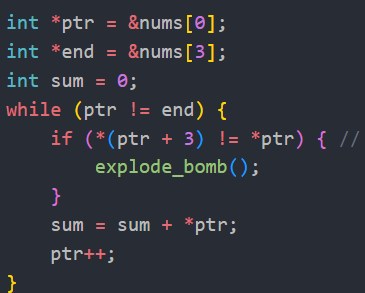 int *ptr = &nums[0];
int *end = &nums[3];
int sum = 0;
while (ptr != end) {
    if (*(ptr + 3) != *ptr) { //
        explode_bomb();
    }
    sum = sum + *ptr;
    ptr++;
}